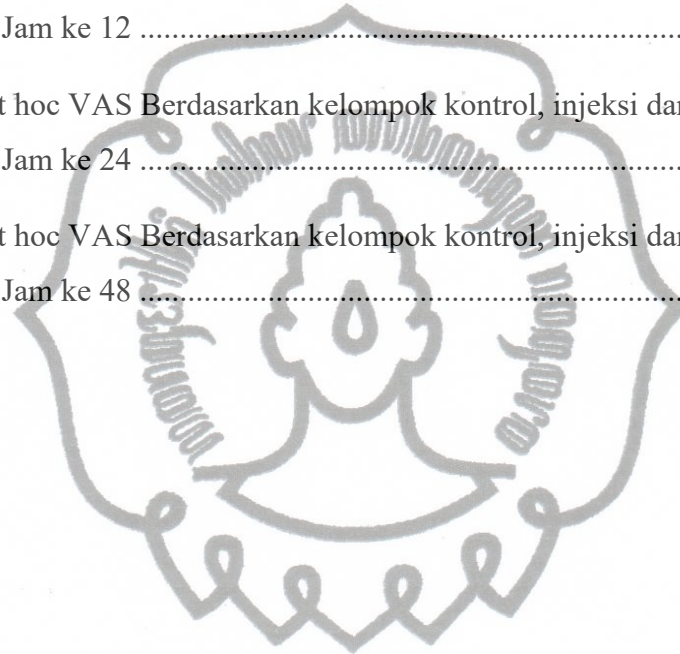 Jam ke 12 ........................................................................
t hoc VAS Berdasarkan kelompok kontrol, injeksi dan
Jam ke 24 ........................................................................
t hoc VAS Berdasarkan kelompok kontrol, injeksi dan
Jam ke 48 ........................................................................